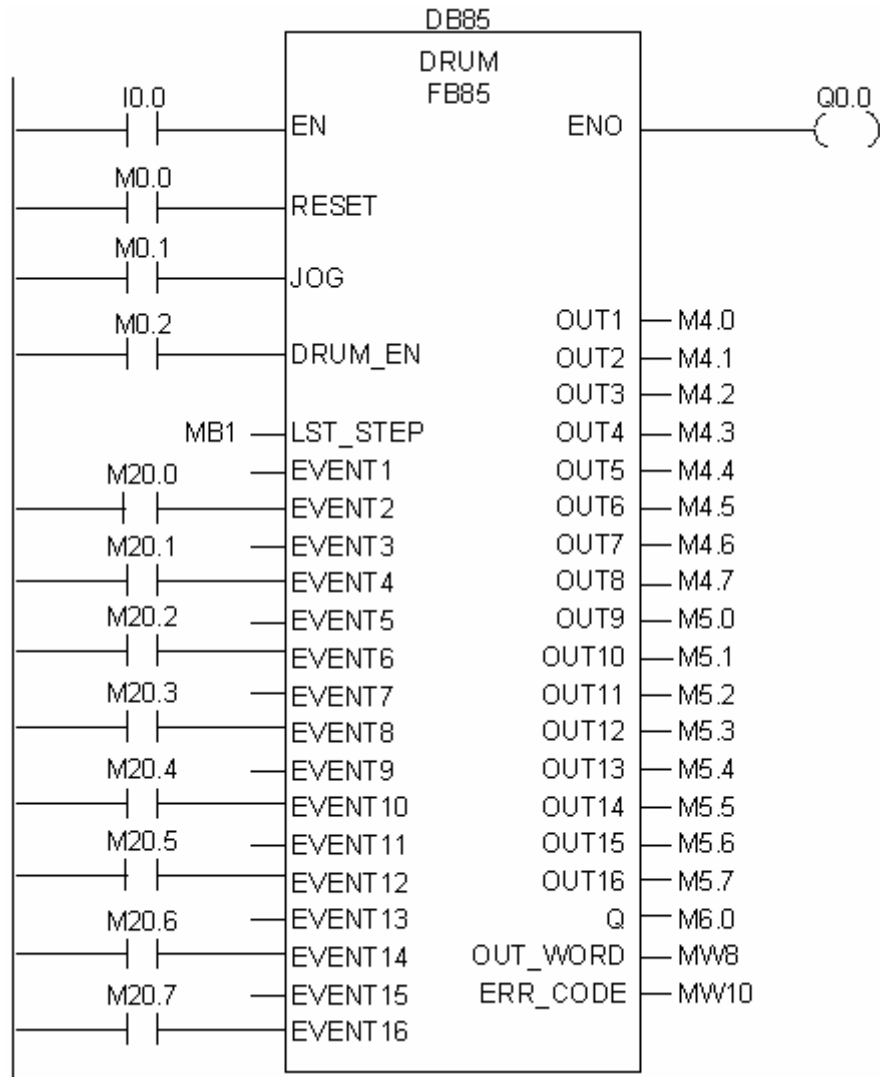 DB85
DRUM
FB85
I0.0
Q0.0
EN
ENO
M0.0
RESET
M0.1
JOG
M0.2
DRUM_EN
OUT1 M4.0
OUT2 M4.1
OUT3 M4.2
MB1 LST_STEP OUT4 M4.3
M20.0 EVENT1 OUT5 M4.4
EVENT2 OUT6 M4.5
M20.1 EVENT3 OUT7 M4.6
EVENT4 OUT8 M4.7
M20.2 EVENT5 OUT9 M5.0
EVENT6 OUT10 M5.1
M20.3 EVENT7 OUT11 M5.2
EVENT8 OUT12 M5.3
M20.4 EVENT9 OUT13 M5.4
EVENT10 OUT14 M5.5
M20.5 EVENT11 OUT15 M5.6
EVENT12 OUT16 M5.7
M20.6 EVENT13 Q M6.0
EVENT14 OUT_WORD MW8
M20.7 EVENT15 ERR_CODE MW10
EVENT16